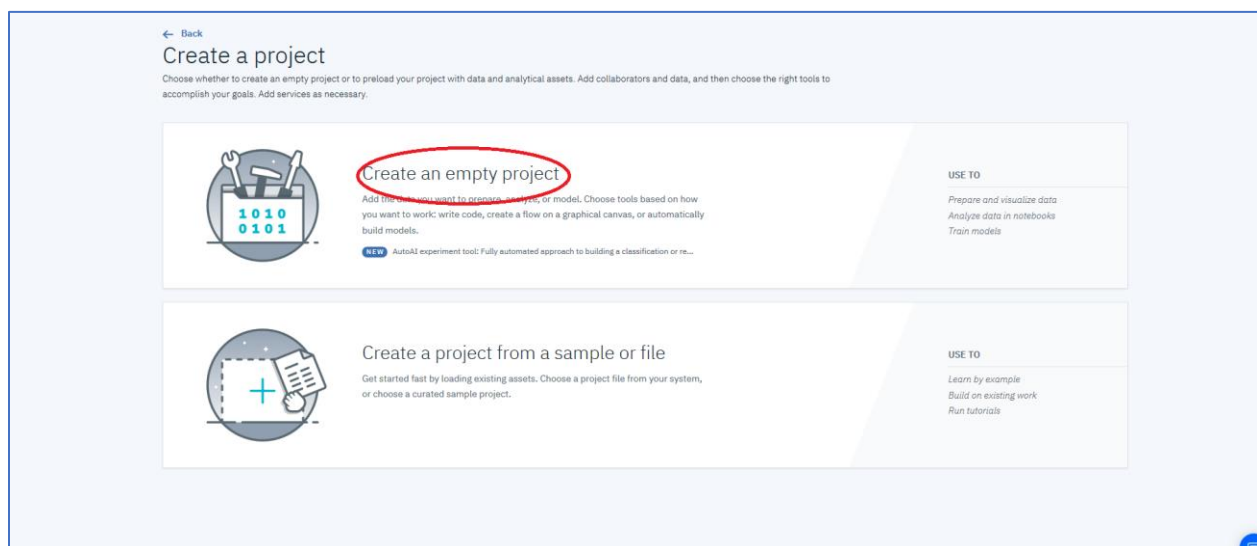 ← Back
Create a project
Choose whether to create an empty project or to preload your project with data and analytical assets. Add collaborators and data, and then choose the right tools to
accomplish your goals. Add services as necessary.
1010
0101
Create an empty project
Add the data you want to prepare, analyze, or model. Choose tools based on how
you want to work: write code, create a flow on a graphical canvas, or automatically
build models.
NEW AutoAI experiment tool: Fully automated approach to building a classification or re...
USE TO
Prepare and visualize data
Analyze data in notebooks
Train models
Create a project from a sample or file
Get started fast by loading existing assets. Choose a project file from your system,
or choose a curated sample project.
USE TO
Learn by example
Build on existing work
Run tutorials